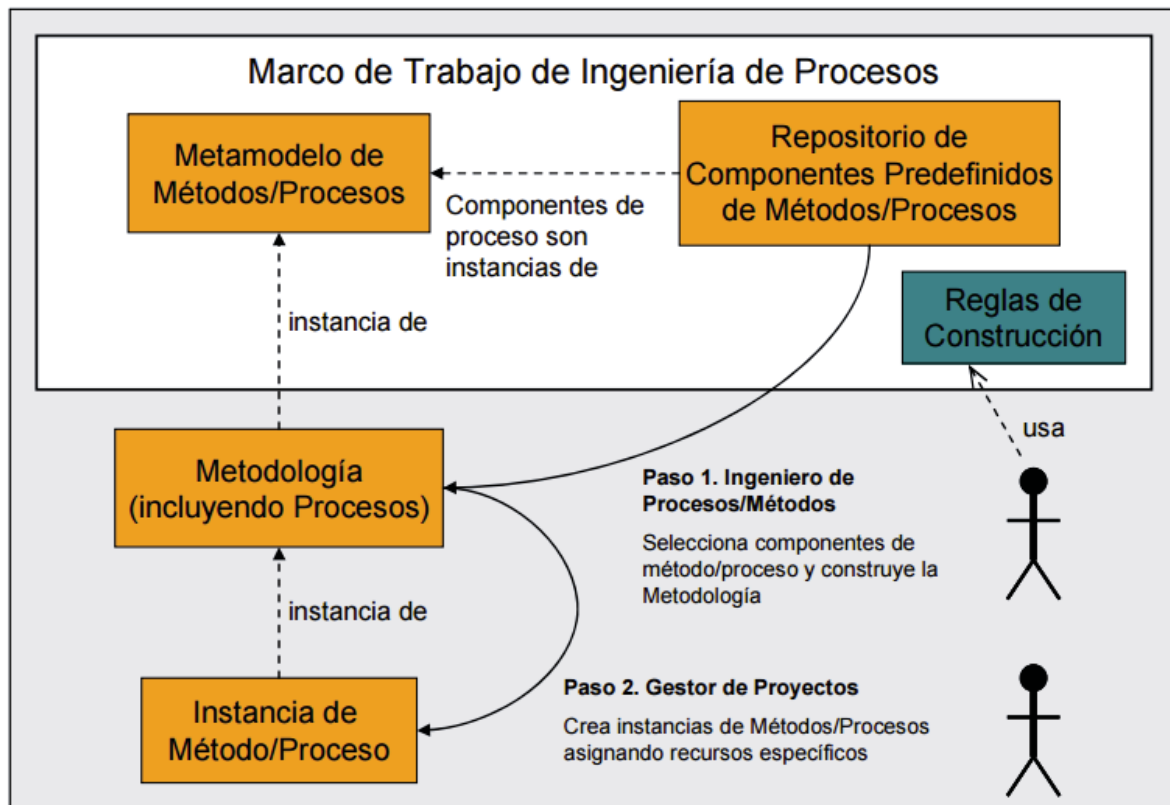 Marco de Trabajo de Ingeniería de Procesos
Metamodelo de
Métodos/Procesos
Repositorio de
Componentes Predefinidos
de Métodos/Procesos
Componentes de
proceso son
instancias de
Reglas de
Construcción
instancia de
usa
Metodología
(incluyendo Procesos)
Paso 1. Ingeniero de
Procesos/Métodos
Selecciona componentes de
método/proceso y construye la
Metodología
instancia de
Instancia de
Método/Proceso
Paso 2. Gestor de Proyectos
Crea instancias de Métodos/Procesos
asignando recursos específicos